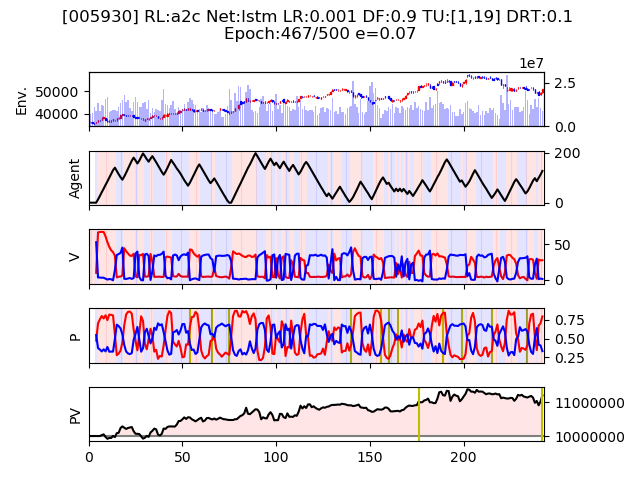 [005930] RL:a2c Net:lstm LR:0.001 DF:0.9 TU:[1,19] DRT:0.1
Epoch:467/500 e=0.07
1e7
Env.
50000
40000
2.5
0.0
Agent
200
0
V
50
0
P
0.75
0.50
0.25
PV
11000000
10000000
0 50 100 150 200